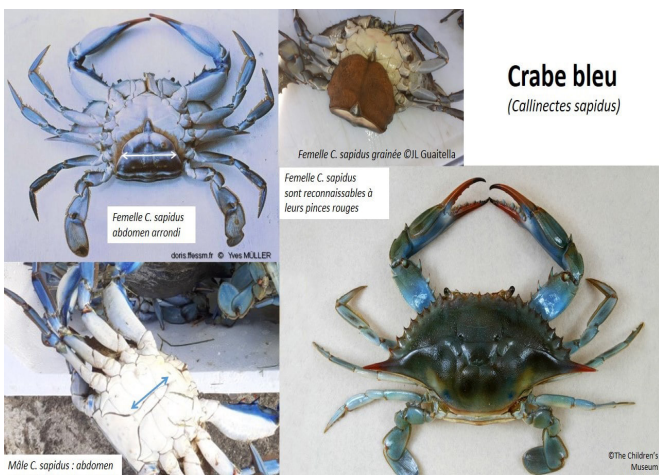 Crabe bleu
(Callinectes sapidus)
Femelle C. sapidus grainée ©JL Guaitella
Femelle C. sapidus
sont reconnaissables à
leurs pinces rouges
Femelle C. sapidus
abdomen arrondi
doris.ffessm.fr © Yves MÜLLER
Mâle C. sapidus : abdomen
©The Children's
Museum